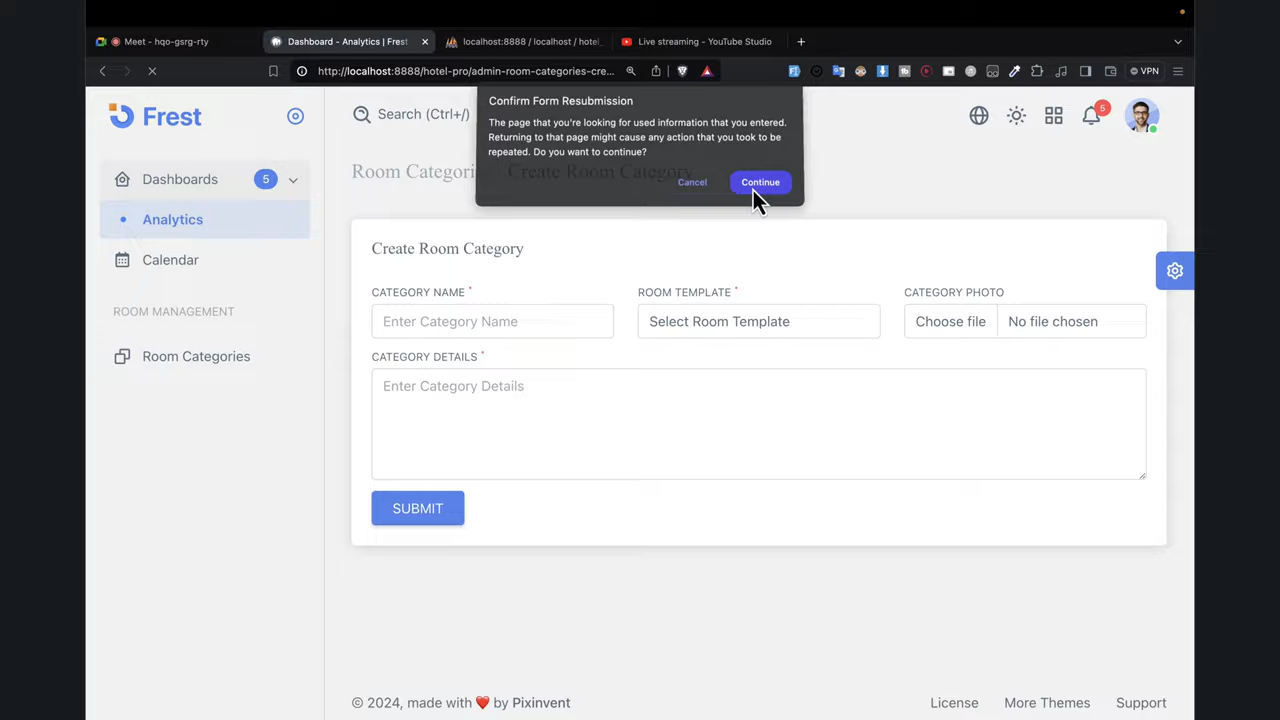 Meet - hqo-gsrg-rty
Dashboard - Analytics | Frest
localhost:8888 / localhost / hotel_
Live streaming - YouTube Studio
http://localhost:8888/hotel-pro/admin-room-categories-cre...
VPN
Frest
Search (Ctrl+/)
5
Confirm Form Resubmission
The page that you're looking for used information that you entered.
Returning to that page might cause any action that you took to be
repeated. Do you want to continue?
Cancel
Continue
Room Categori
Create Room Category
Dashboards
5
Analytics
Calendar
ROOM MANAGEMENT
Room Categories
Create Room Category
CATEGORY NAME *
ROOM TEMPLATE *
CATEGORY PHOTO
Enter Category Name
Select Room Template
Choose file
No file chosen
CATEGORY DETAILS *
Enter Category Details
SUBMIT
© 2024, made with ❤️ by Pixinvent
License
More Themes
Support